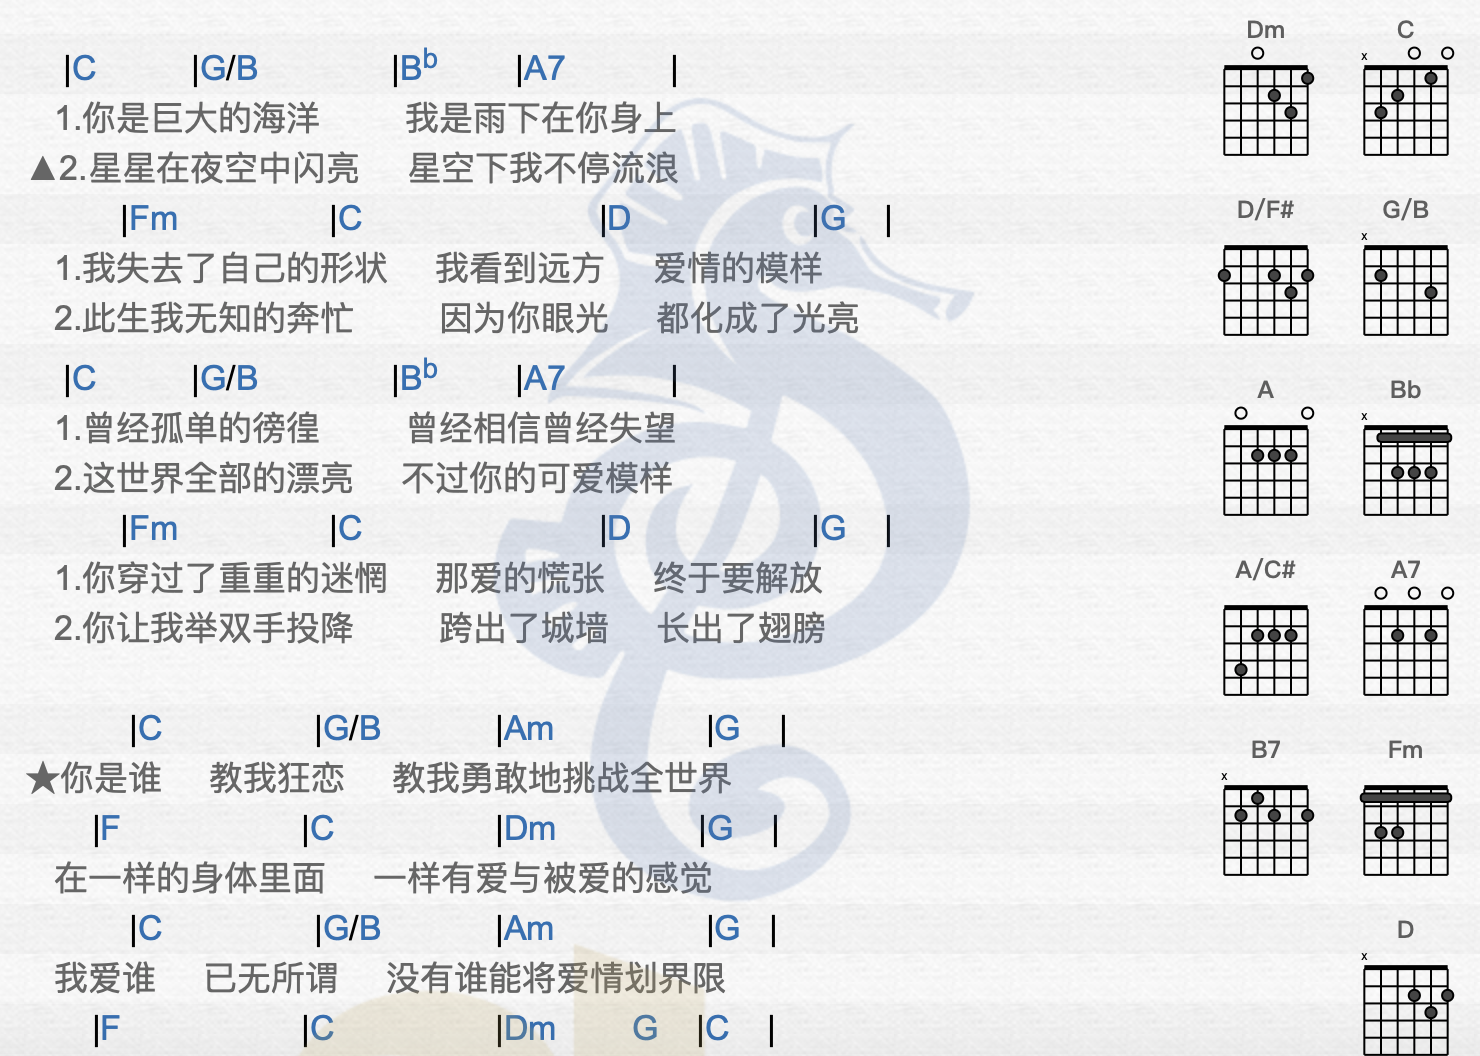 |C |G/B |Bb |A7 |
1.你是巨大的海洋 我是雨下在你身上
▲2.星星在夜空中闪亮 星空下我不停流浪
|Fm |C |D |G |
1.我失去了自己的形状 我看到远方 爱情的模样
2.此生我无知的奔忙 因为你眼光 都化成了光亮
|C |G/B |Bb |A7 |
1.曾经孤单的徬徨 曾经相信曾经失望
2.这世界全部的漂亮 不过你的可爱模样
|Fm |C |D |G |
1.你穿过了重重的迷惘 那爱的慌张 终于要解放
2.你让我举双手投降 跨出了城墙 长出了翅膀
|C |G/B |Am |G |
★你是谁 教我狂恋 教我勇敢地挑战全世界
|F |C |Dm |G |
在一样的身体里面 一样有爱与被爱的感觉
|C |G/B |Am |G |
我爱谁 已无所谓 没有谁能将爱情划界限
|F |C |Dm G |C |
Dm C
x
D/F# G/B
x
A Bb
x
A/C# A7
B7 Fm
x
D
x